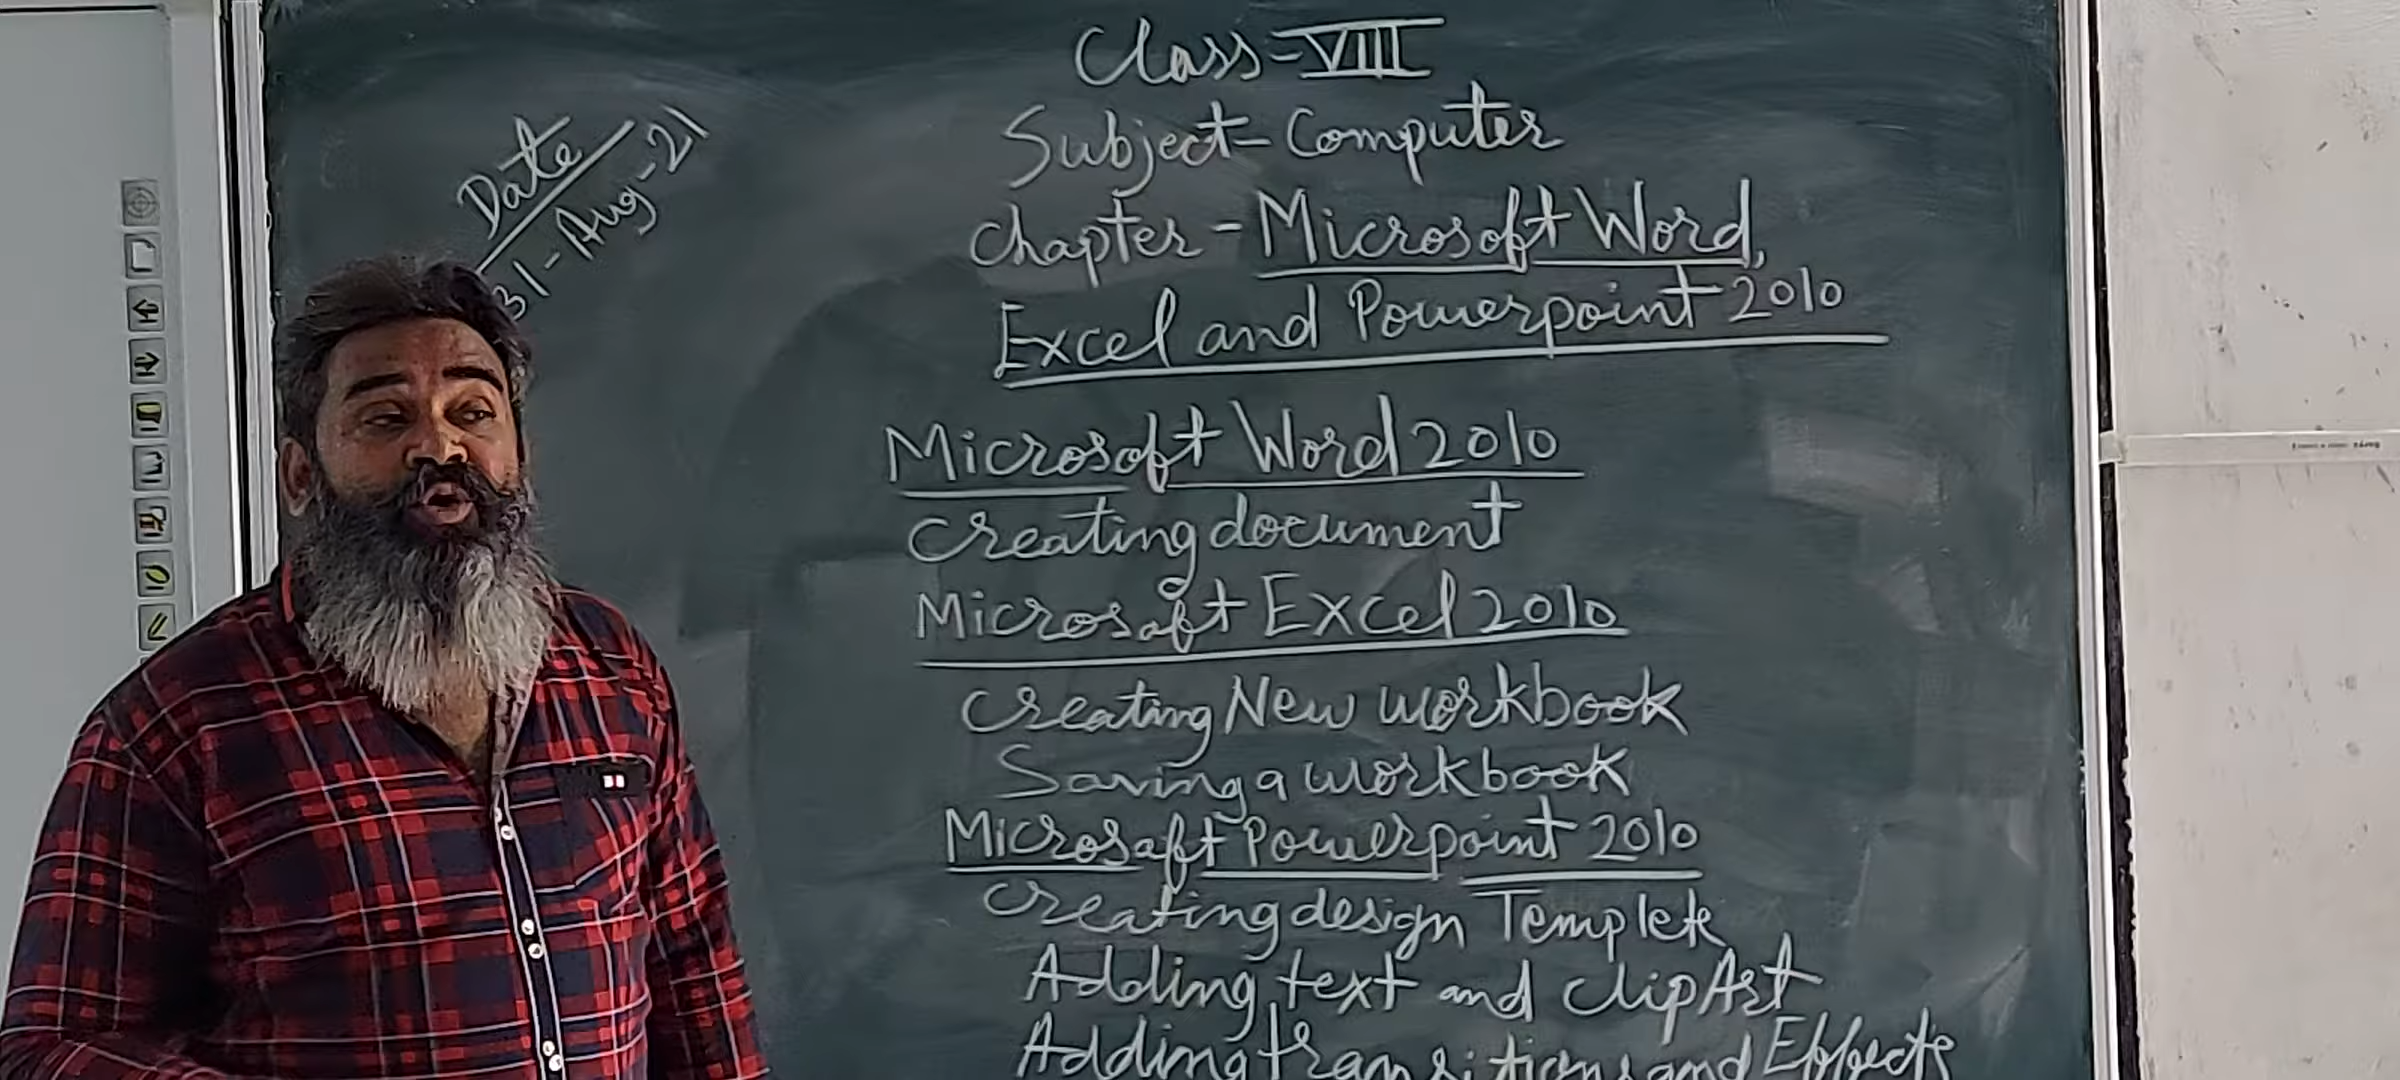 Class-VIII
Subject-Computer
Chapter-Microsoft Word,
Excel and Powerpoint 2010
Date
31-Aug-21
Microsoft Word 2010
Creating document
Microsoft Excel 2010
Creating New workbook
Saving a workbook
Microsoft Powerpoint 2010
Creating design Templete
Adding text and clipArt
Adding transitions and Effects